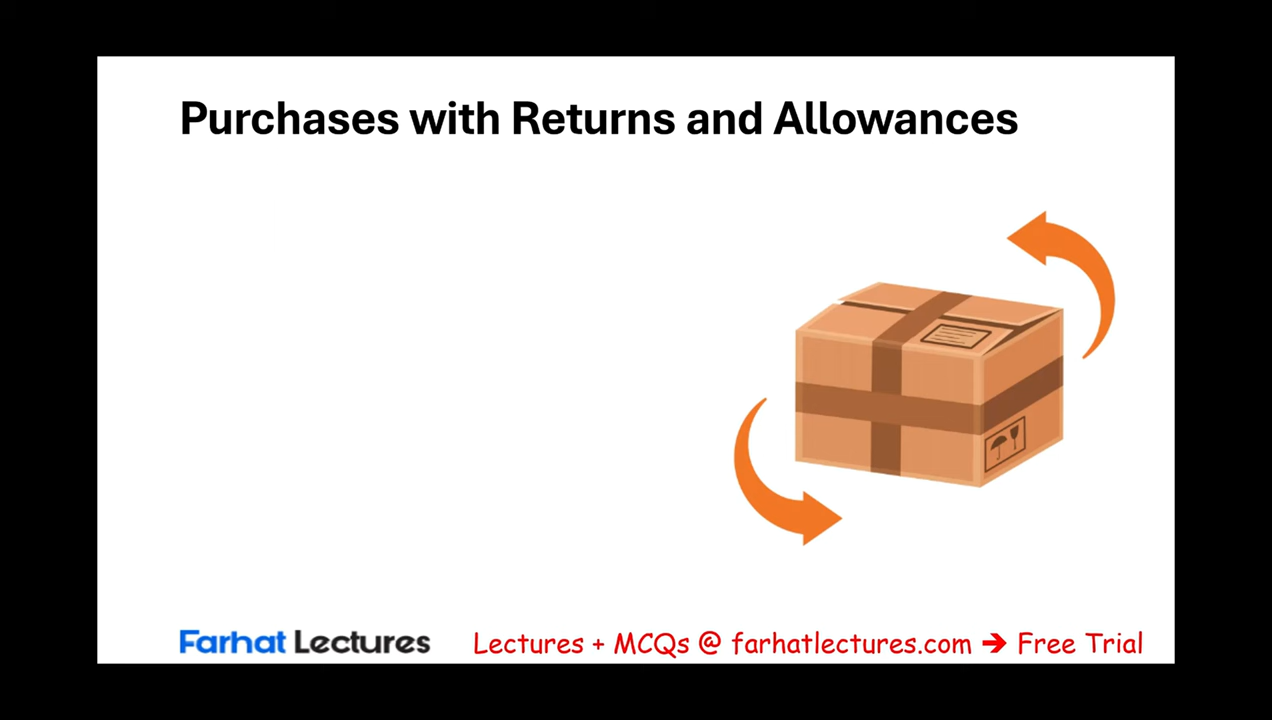 Purchases with Returns and Allowances
Farhat Lectures Lectures + MCQs @ farhatlectures.com → Free Trial